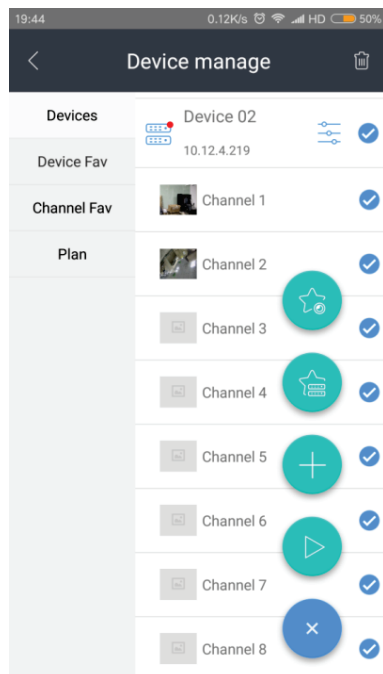 19:44 0.12K/s HD 50%
Device manage
Devices
Device Fav
Channel Fav
Plan
Device 02
10.12.4.219
Channel 1
Channel 2
Channel 3
Channel 4
Channel 5
Channel 6
Channel 7
Channel 8